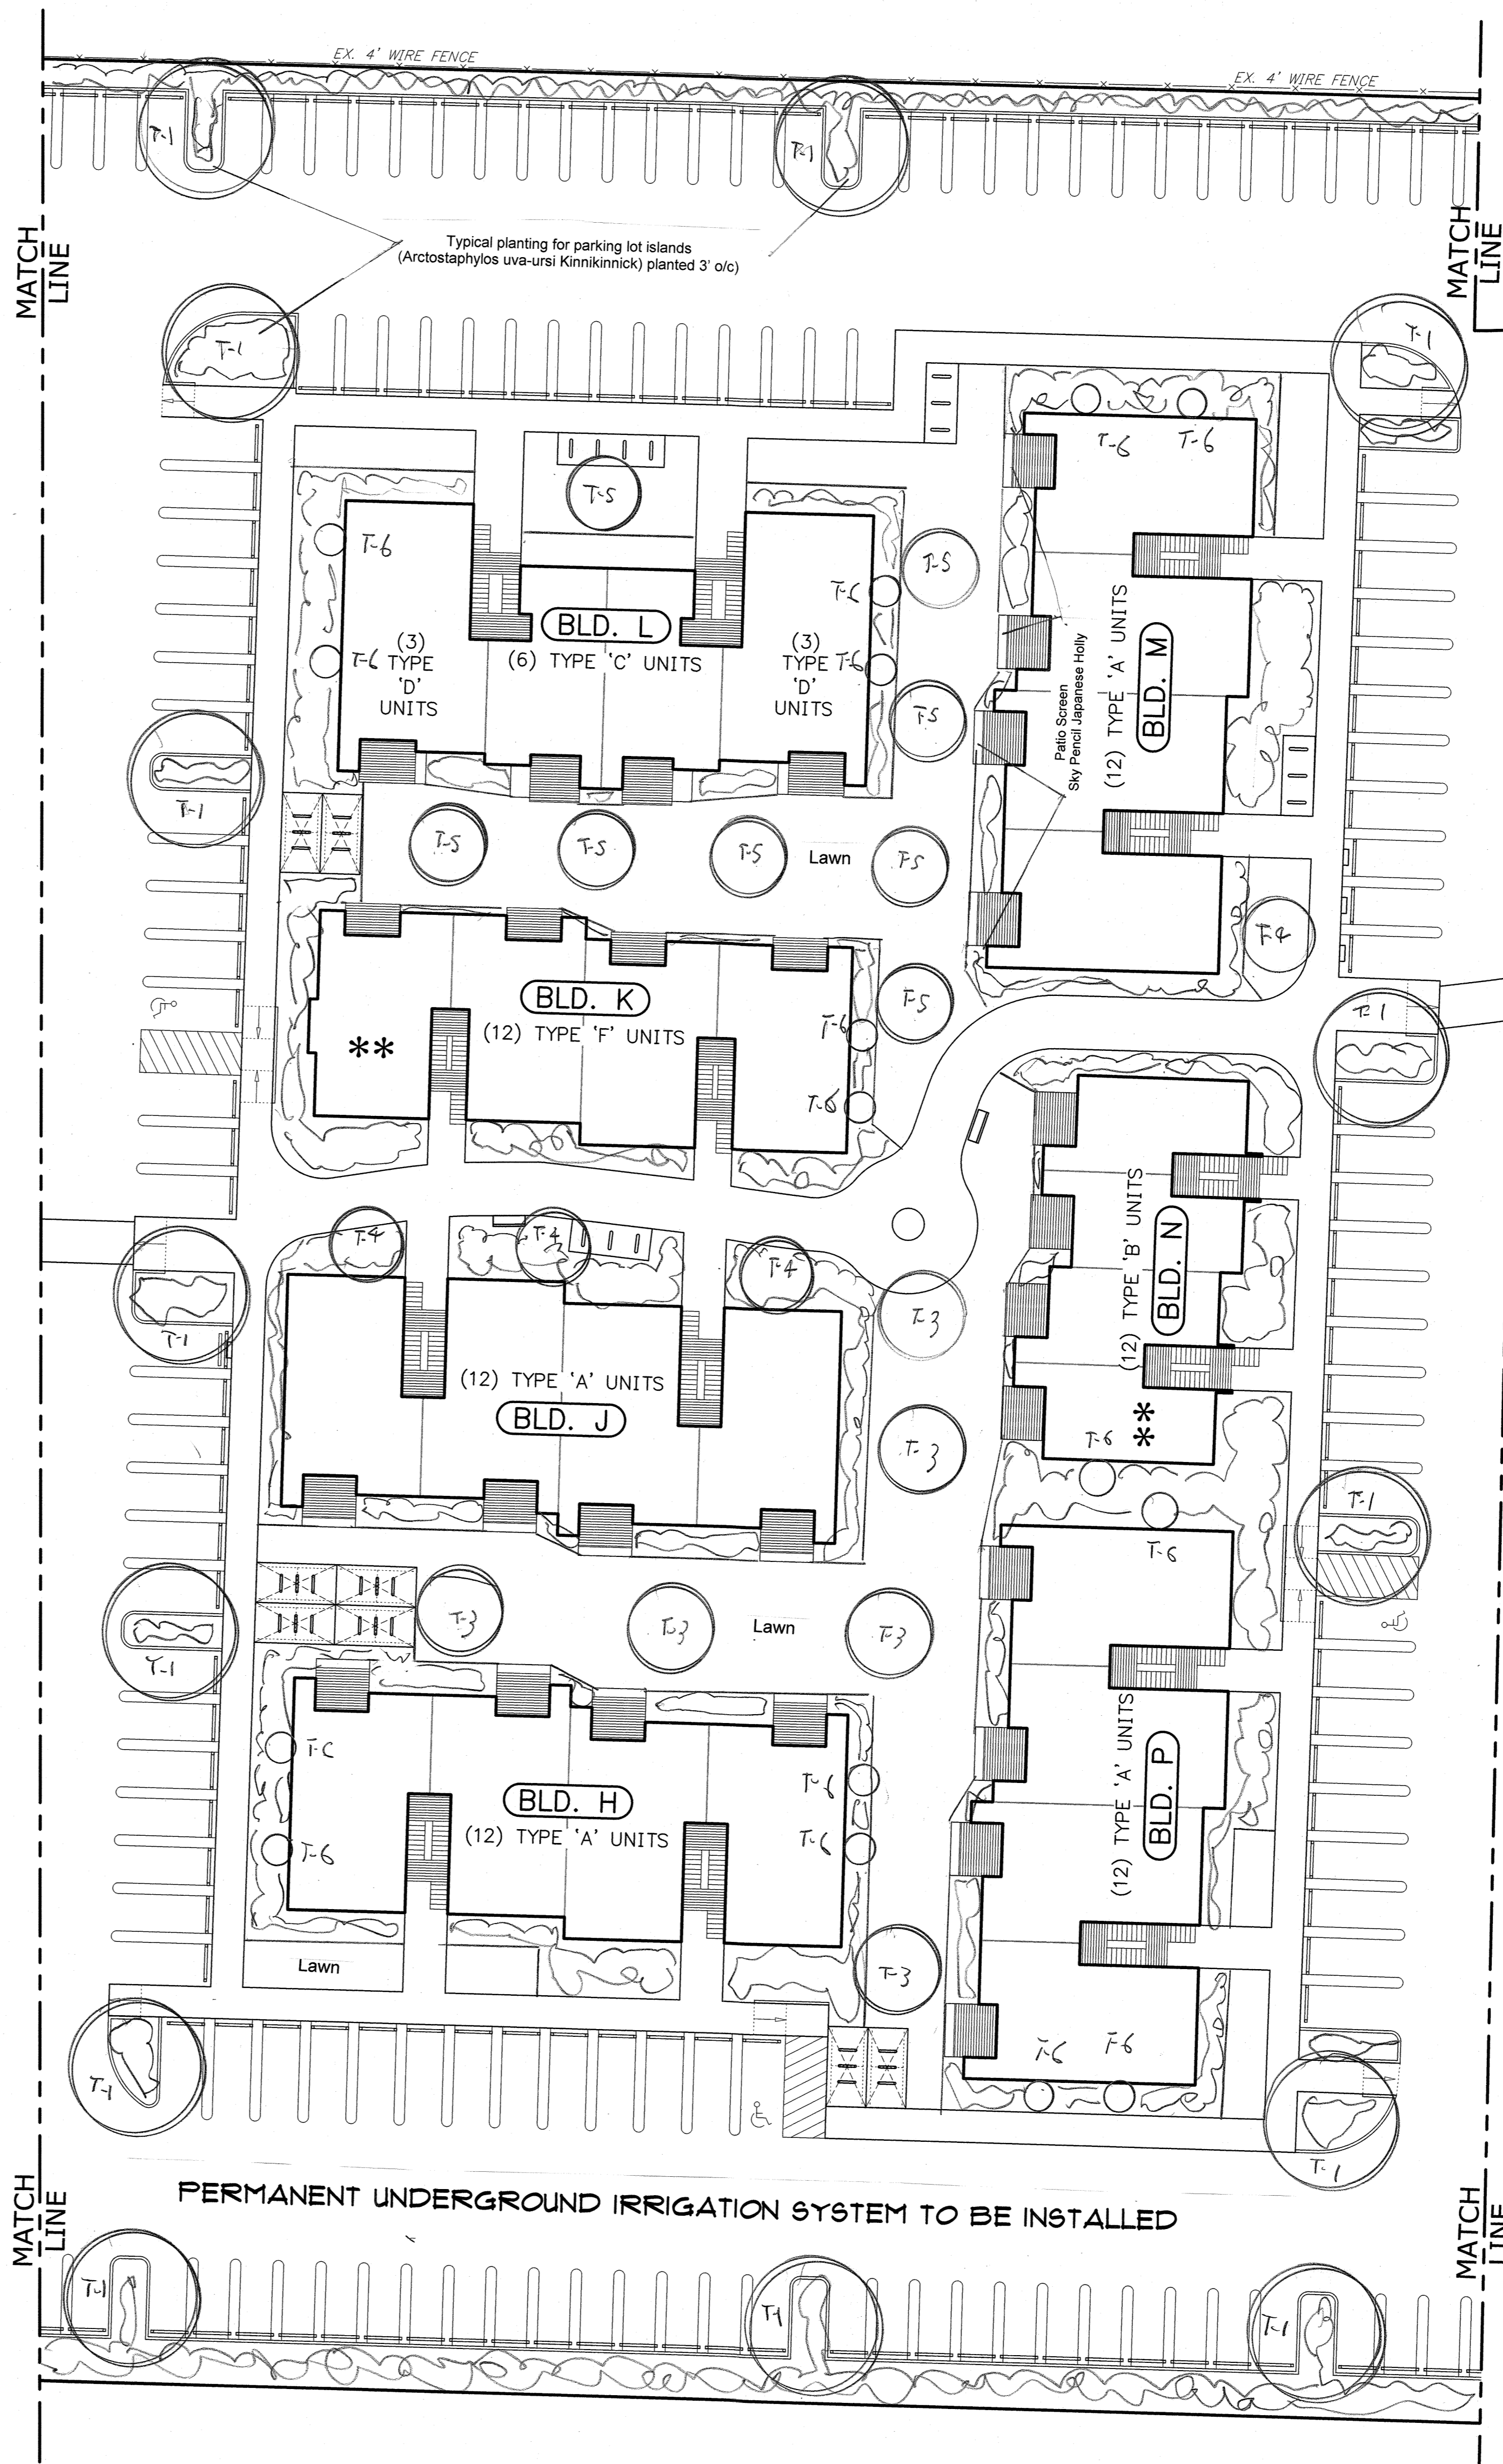 EX. 4' WIRE FENCE
EX. 4' WIRE FENCE
T-1
T-1
MATCH
LINE
MATCH
LINE
Typical planting for parking lot islands
(Arctostaphylos uva-ursi Kinnikinnick) planted 3' o/c)
T-1
T-1
T-6
T-6
T-5
T-6
T-5
BLD. L
(6) TYPE 'C' UNITS
(3)
TYPE
'D'
UNITS
T-6
(3)
TYPE
'D'
UNITS
T-6
T-5
(12) TYPE 'A' UNITS
BLD. M
Patio Screen
Sky Pencil Japanese Holly
T-1
T-5
T-5
T-5
Lawn
T-5
T-4
BLD. K
(12) TYPE 'F' UNITS
**
T-5
T-6
T-6
T-1
T-4
T-4
T-4
(12) TYPE 'B' UNITS
BLD. N
**
T-1
T-3
(12) TYPE 'A' UNITS
BLD. J
T-3
T-6
T-1
T-6
T-3
T-3
Lawn
T-3
T-1
T-6
BLD. H
(12) TYPE 'A' UNITS
T-6
T-6
(12) TYPE 'A' UNITS
BLD. P
Lawn
T-3
T-6
T-6
T-1
T-1
PERMANENT UNDERGROUND IRRIGATION SYSTEM TO BE INSTALLED
MATCH
LINE
MATCH
LINE
T-1
T-1
T-1